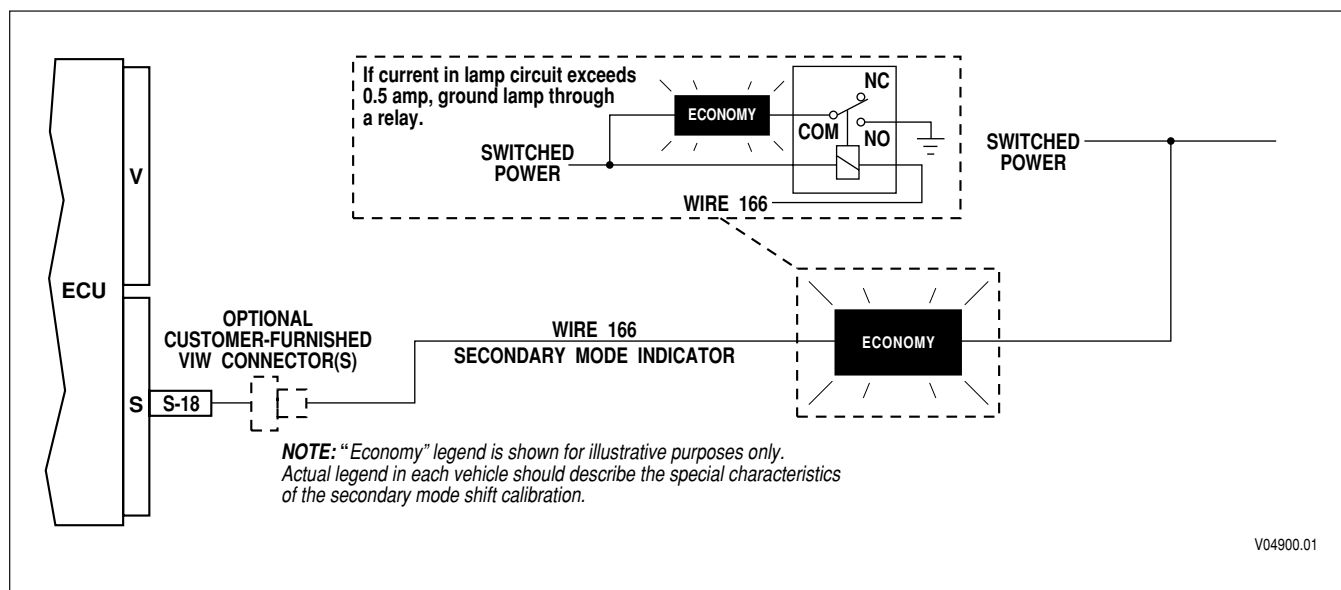 If current in lamp circuit exceeds
0.5 amp, ground lamp through
a relay.
ECONOMY
NC
COM
NO
SWITCHED
POWER
WIRE 166
SWITCHED
POWER
V
ECU
OPTIONAL
CUSTOMER-FURNISHED
VIW CONNECTOR(S)
WIRE 166
SECONDARY MODE INDICATOR
ECONOMY
S
S-18
NOTE: “Economy” legend is shown for illustrative purposes only.
Actual legend in each vehicle should describe the special characteristics
of the secondary mode shift calibration.
V04900.01